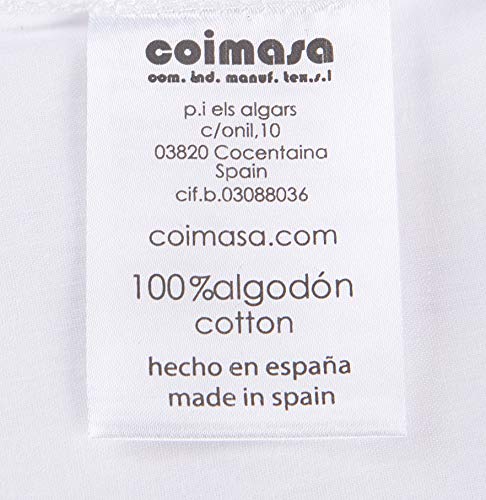 coimasa
com. ind. manuf. tex.s.l
p.i els algars
c/onil,10
03820 Cocentaina
Spain
cif.b.03088036
coimasa.com
100%algodón
cotton
hecho en españa
made in spain